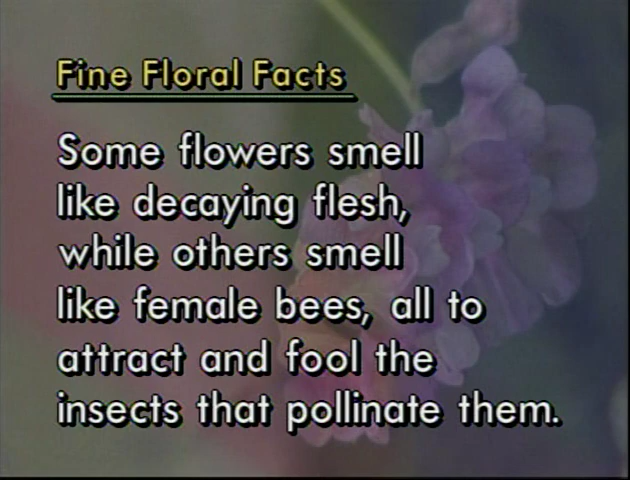 Fine Floral Facts
Some flowers smell
like decaying flesh,
while others smell
like female bees, all to
attract and fool the
insects that pollinate them.